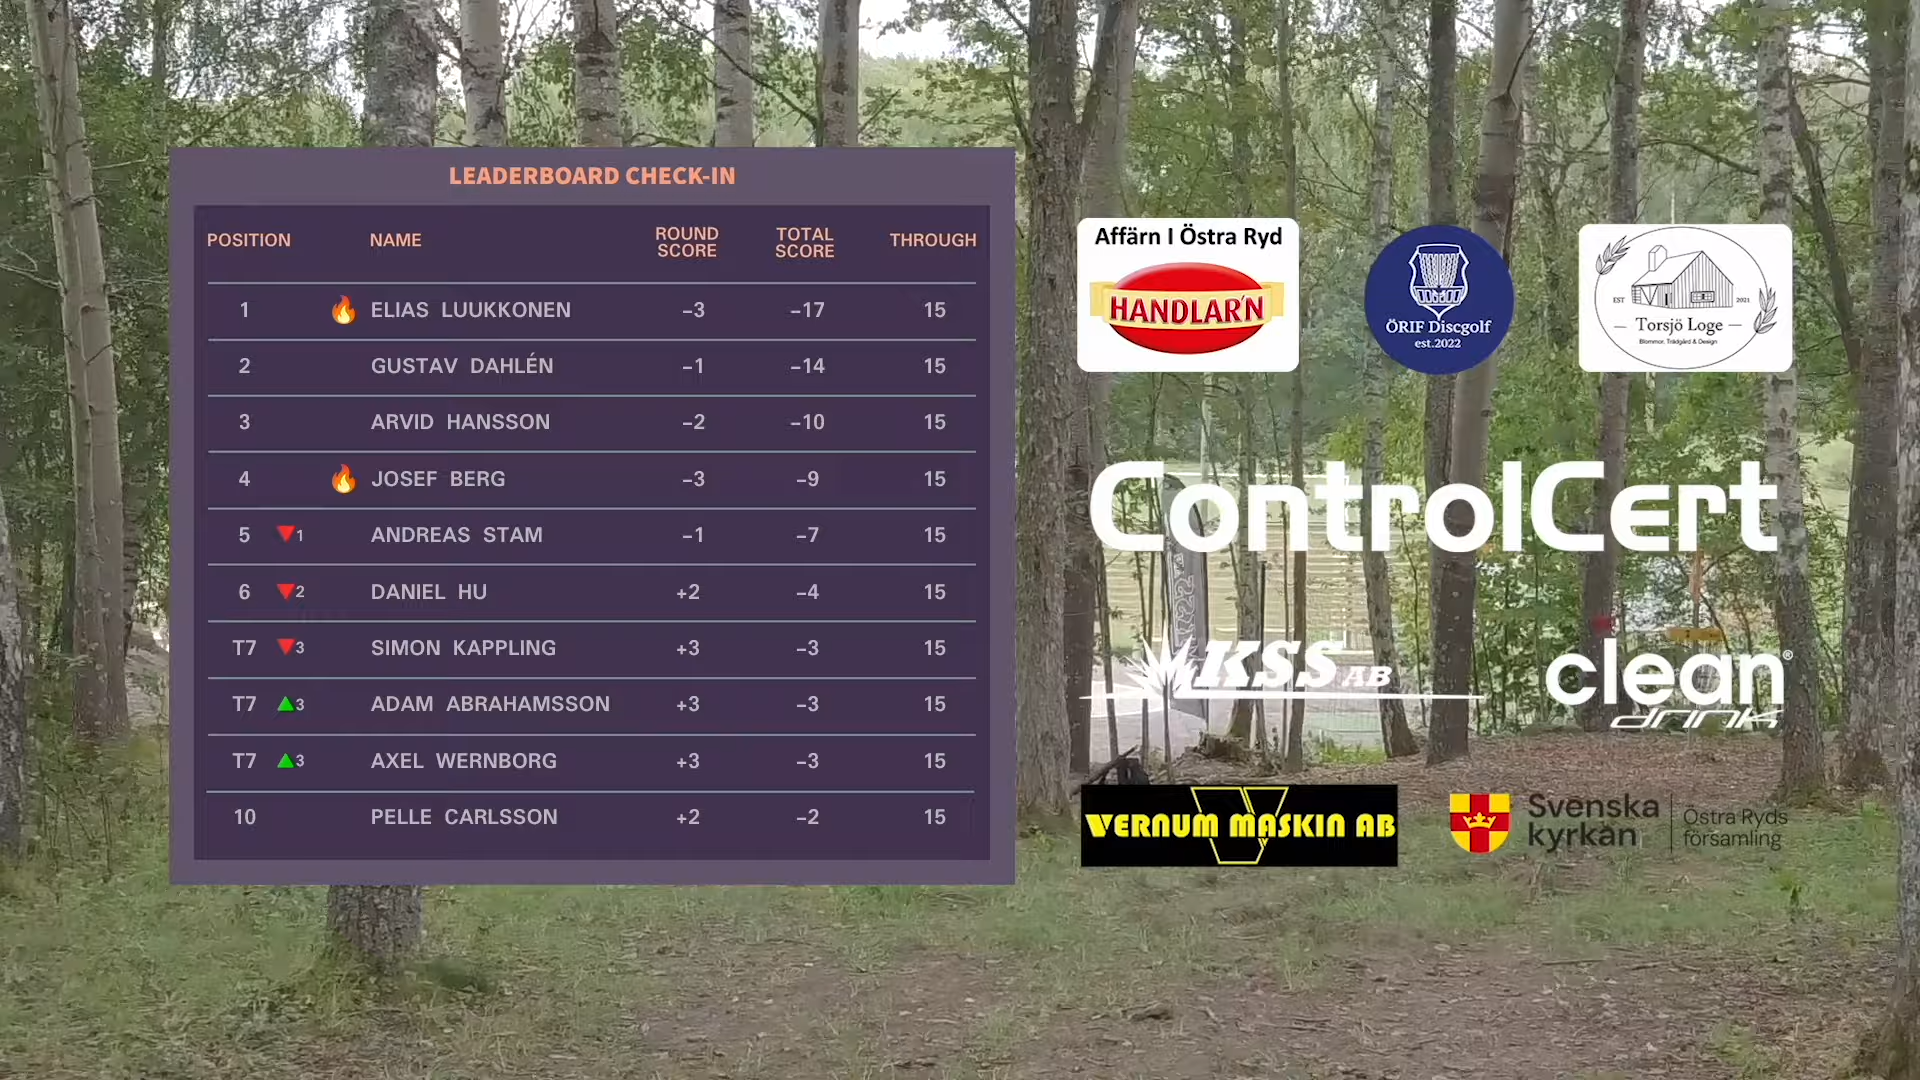 LEADERBOARD CHECK-IN
POSITION NAME ROUND SCORE TOTAL SCORE THROUGH
1 ELIAS LUUKKONEN −3 −17 15
2 GUSTAV DAHLÉN −1 −14 15
3 ARVID HANSSON −2 −10 15
4 JOSEF BERG −3 −9 15
5 1 ANDREAS STAM −1 −7 15
6 2 DANIEL HU +2 −4 15
T7 3 SIMON KAPPLING +3 −3 15
T7 3 ADAM ABRAHAMSSON +3 −3 15
T7 3 AXEL WERNBORG +3 −3 15
10 PELLE CARLSSON +2 −2 15
Affärn I Östra Ryd
HANDLAR'N
ÖRIF Discgolf
est.2022
EST 2021
Torsjö Loge
Blommor, Trädgård & Design
ControlCert
KSS AB
clean®
drink
VERNUM MASKIN AB
Svenska
kyrkan
Östra Ryds
församling